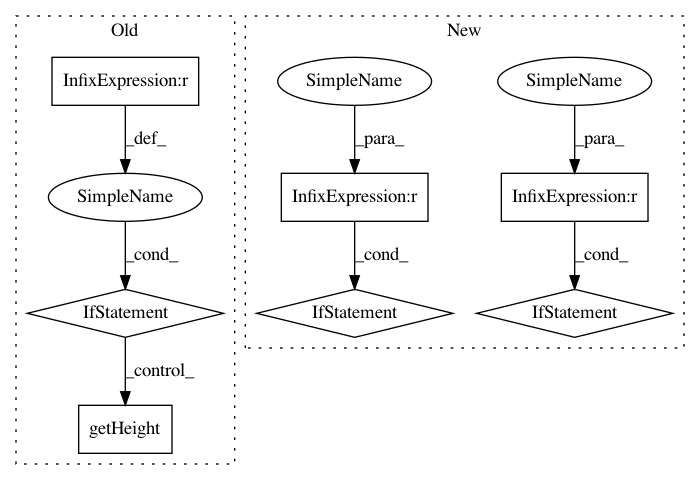 Old
New
InfixExpression:r
SimpleName
SimpleName
_def_
_para_
_para_
SimpleName
InfixExpression:r
InfixExpression:r
_cond_
_cond_
_cond_
IfStatement
IfStatement
IfStatement
_control_
getHeight